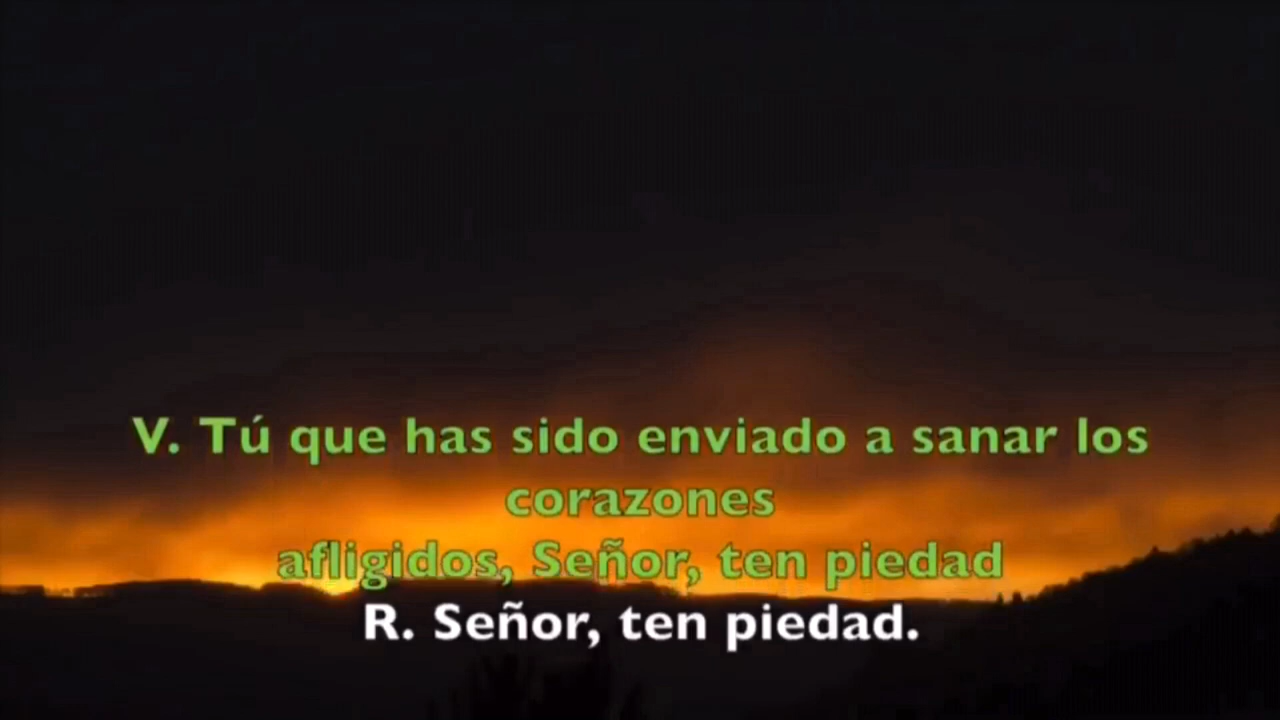 V. Tú que has sido enviado a sanar los
corazones
afligidos, Señor, ten piedad
R. Señor, ten piedad.